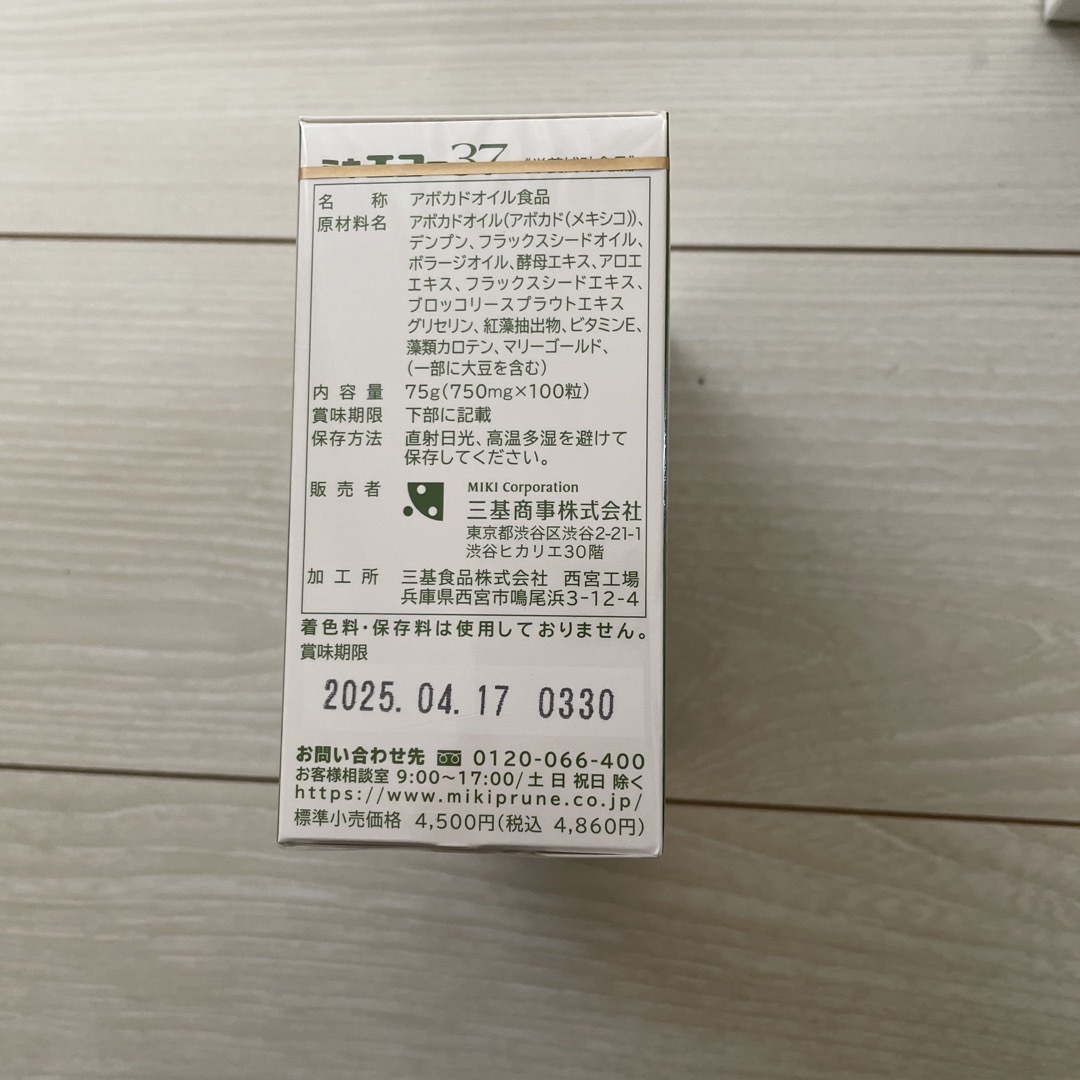 37
名称 アボカドオイル食品
原材料名 アボカドオイル(アボカド(メキシコ))、
デンプン、フラックスシードオイル、
ボラージオイル、酵母エキス、アロエ
エキス、フラックスシードエキス、
ブロッコリースプラウトエキス
グリセリン、紅藻抽出物、ビタミンE、
藻類カロテン、マリーゴールド、
(一部に大豆を含む)
内容量 75g(750mg×100粒)
賞味期限 下部に記載
保存方法 直射日光、高温多湿を避けて
保存してください。
販売者 MIKI Corporation
三基商事株式会社
東京都渋谷区渋谷2-21-1
渋谷ヒカリエ30階
加工所 三基食品株式会社 西宮工場
兵庫県西宮市鳴尾浜3-12-4
着色料・保存料は使用しておりません。
賞味期限
2025.04.17 0330
お問い合わせ先 0120-066-400
お客様相談室 9:00~17:00/土 日 祝日 除く
https://www.mikiprune.co.jp/
標準小売価格 4,500円(税込 4,860円)